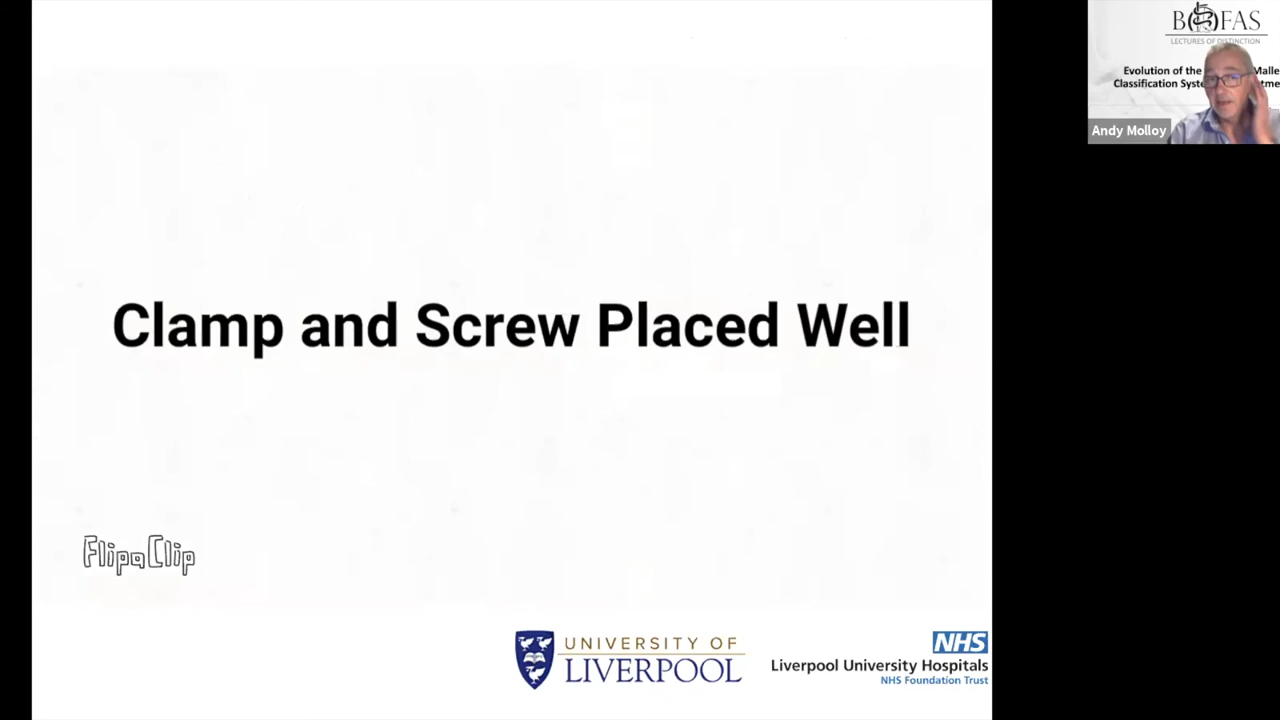 Clamp and Screw Placed Well
FlipaClip
UNIVERSITY OF
LIVERPOOL
NHS
Liverpool University Hospitals
NHS Foundation Trust
BOFAS
LECTURES OF DISTINCTION
Evolution of the Malle
Classification Syste tme
Andy Molloy